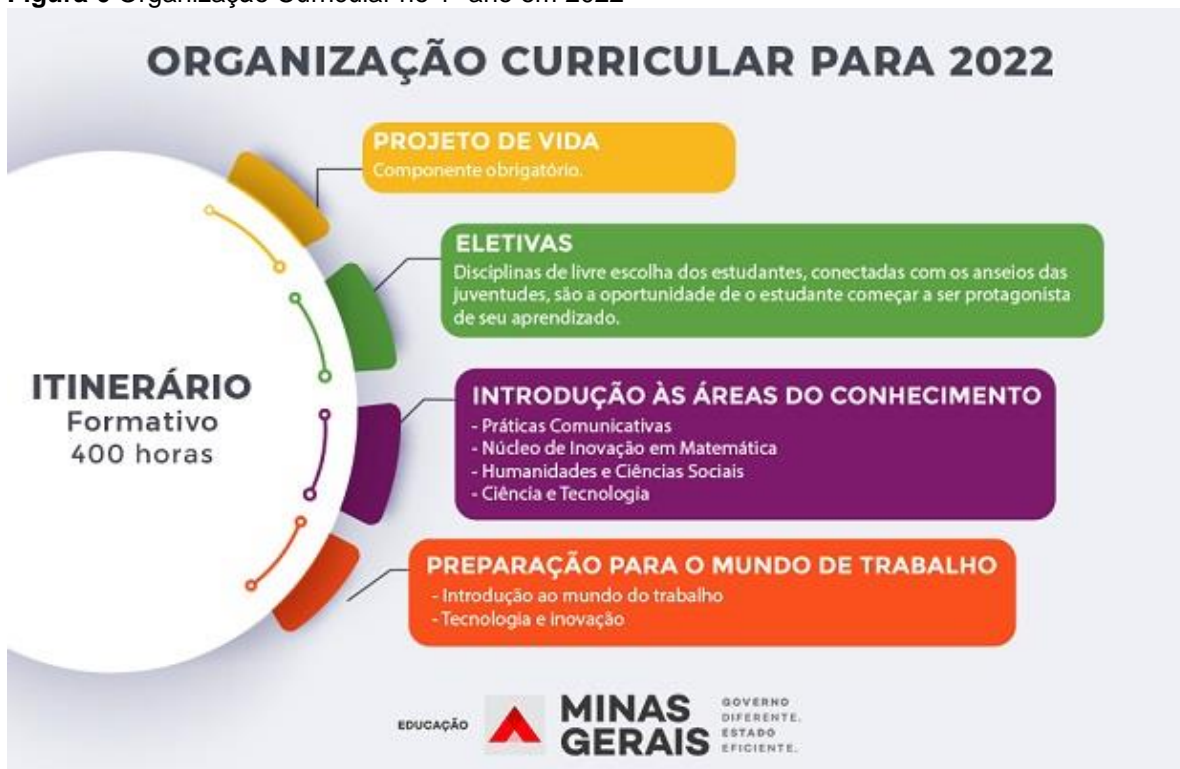 ORGANIZAÇÃO CURRICULAR PARA 2022
PROJETO DE VIDA
Componente obrigatório.
ELETIVAS
Disciplinas de livre escolha dos estudantes, conectadas com os anseios das
juventudes, são a oportunidade de o estudante começar a ser protagonista
de seu aprendizado.
ITINERÁRIO
Formativo
400 horas
INTRODUÇÃO ÀS ÁREAS DO CONHECIMENTO
- Práticas Comunicativas
- Núcleo de Inovação em Matemática
- Humanidades e Ciências Sociais
- Ciência e Tecnologia
PREPARAÇÃO PARA O MUNDO DE TRABALHO
- Introdução ao mundo do trabalho
- Tecnologia e inovação
EDUCAÇÃO
MINAS
GERAIS
GOVERNO
DIFERENTE.
ESTADO
EFICIENTE.